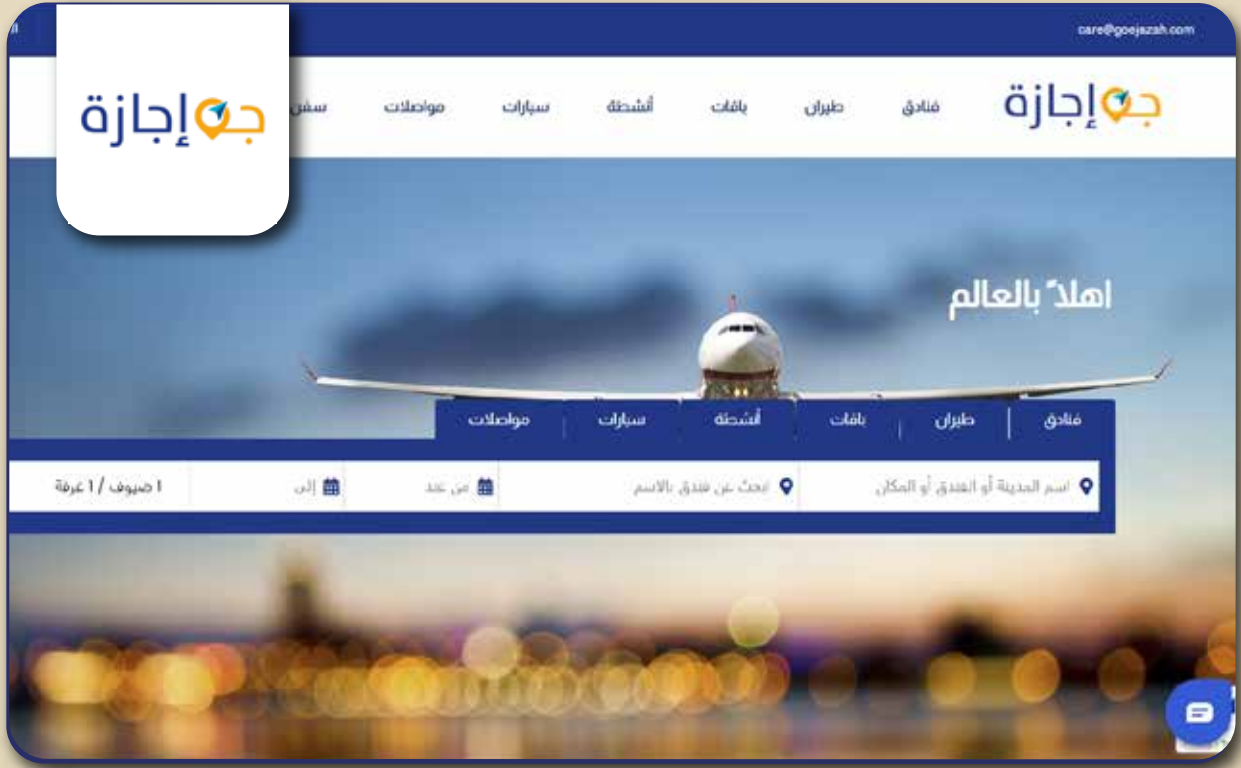 care@goejazah.com
جو إجازة
فنادق طيران باقات أنشطة سيارات مواصلات سفن
جو إجازة
اهلاً بالعالم
فنادق طيران باقات أنشطة سيارات مواصلات
اسم المدينة أو الفندق أو المكان ابحث عن فندق بالاسم من عند إلى 1 ضيوف / 1 غرفة